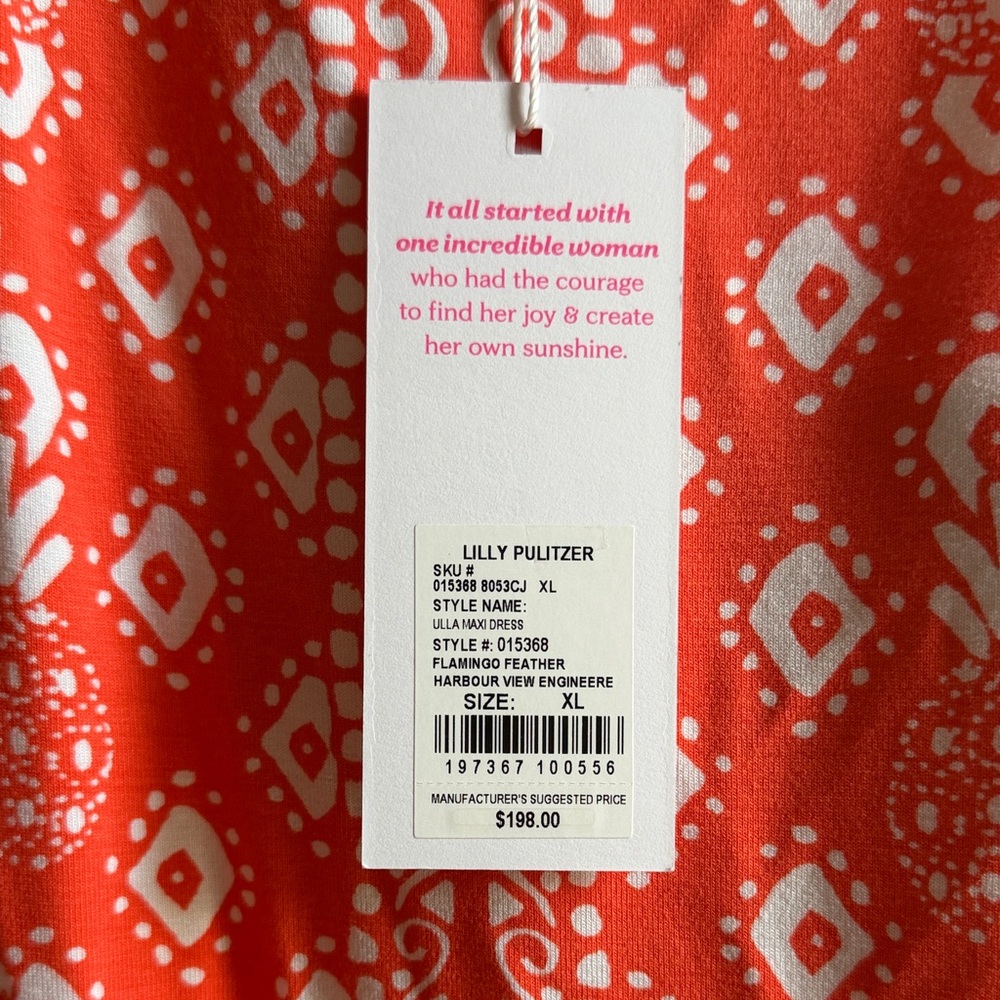 It all started with
one incredible woman
who had the courage
to find her joy & create
her own sunshine.
LILLY PULITZER
SKU #
015368 8053CJ XL
STYLE NAME:
ULLA MAXI DRESS
STYLE #: 015368
FLAMINGO FEATHER
HARBOUR VIEW ENGINEERE
SIZE: XL
197367 100556
MANUFACTURER'S SUGGESTED PRICE
$198.00